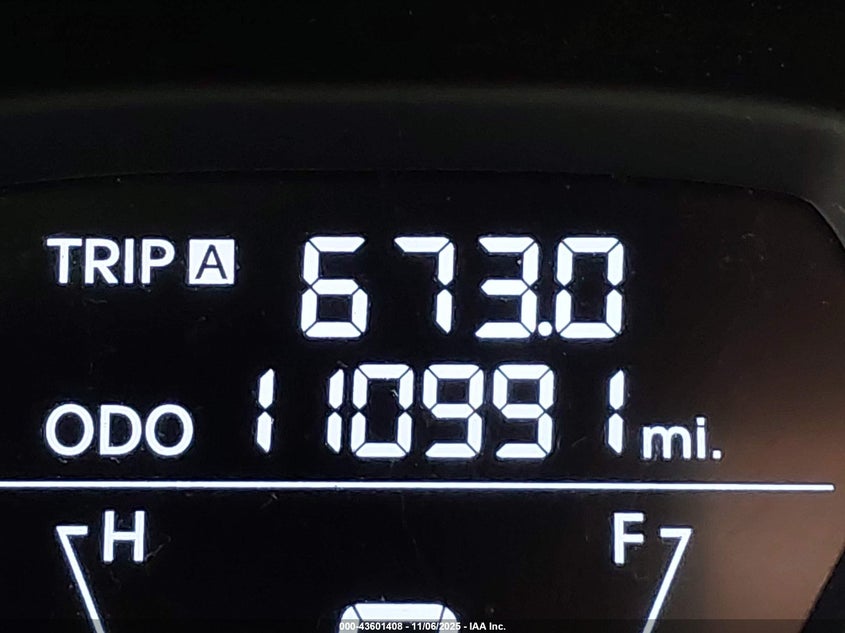 TRIP A 673.0
ODO 110991 mi.
H F
000-43601408 - 11/06/2025 - IAA Inc.